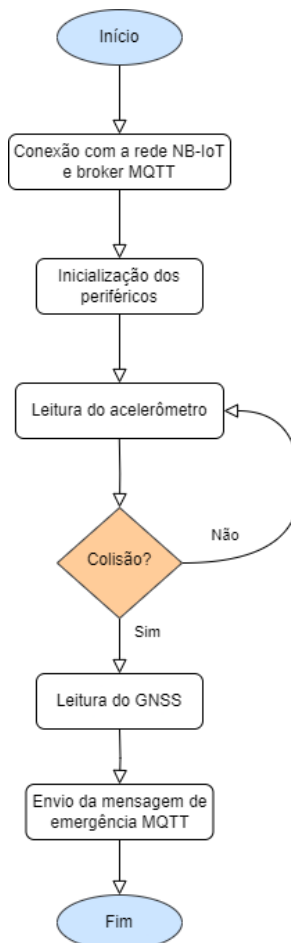 Início
Conexão com a rede NB-IoT
e broker MQTT
Inicialização dos
periféricos
Leitura do acelerômetro
Colisão?
Não
Sim
Leitura do GNSS
Envio da mensagem de
emergência MQTT
Fim